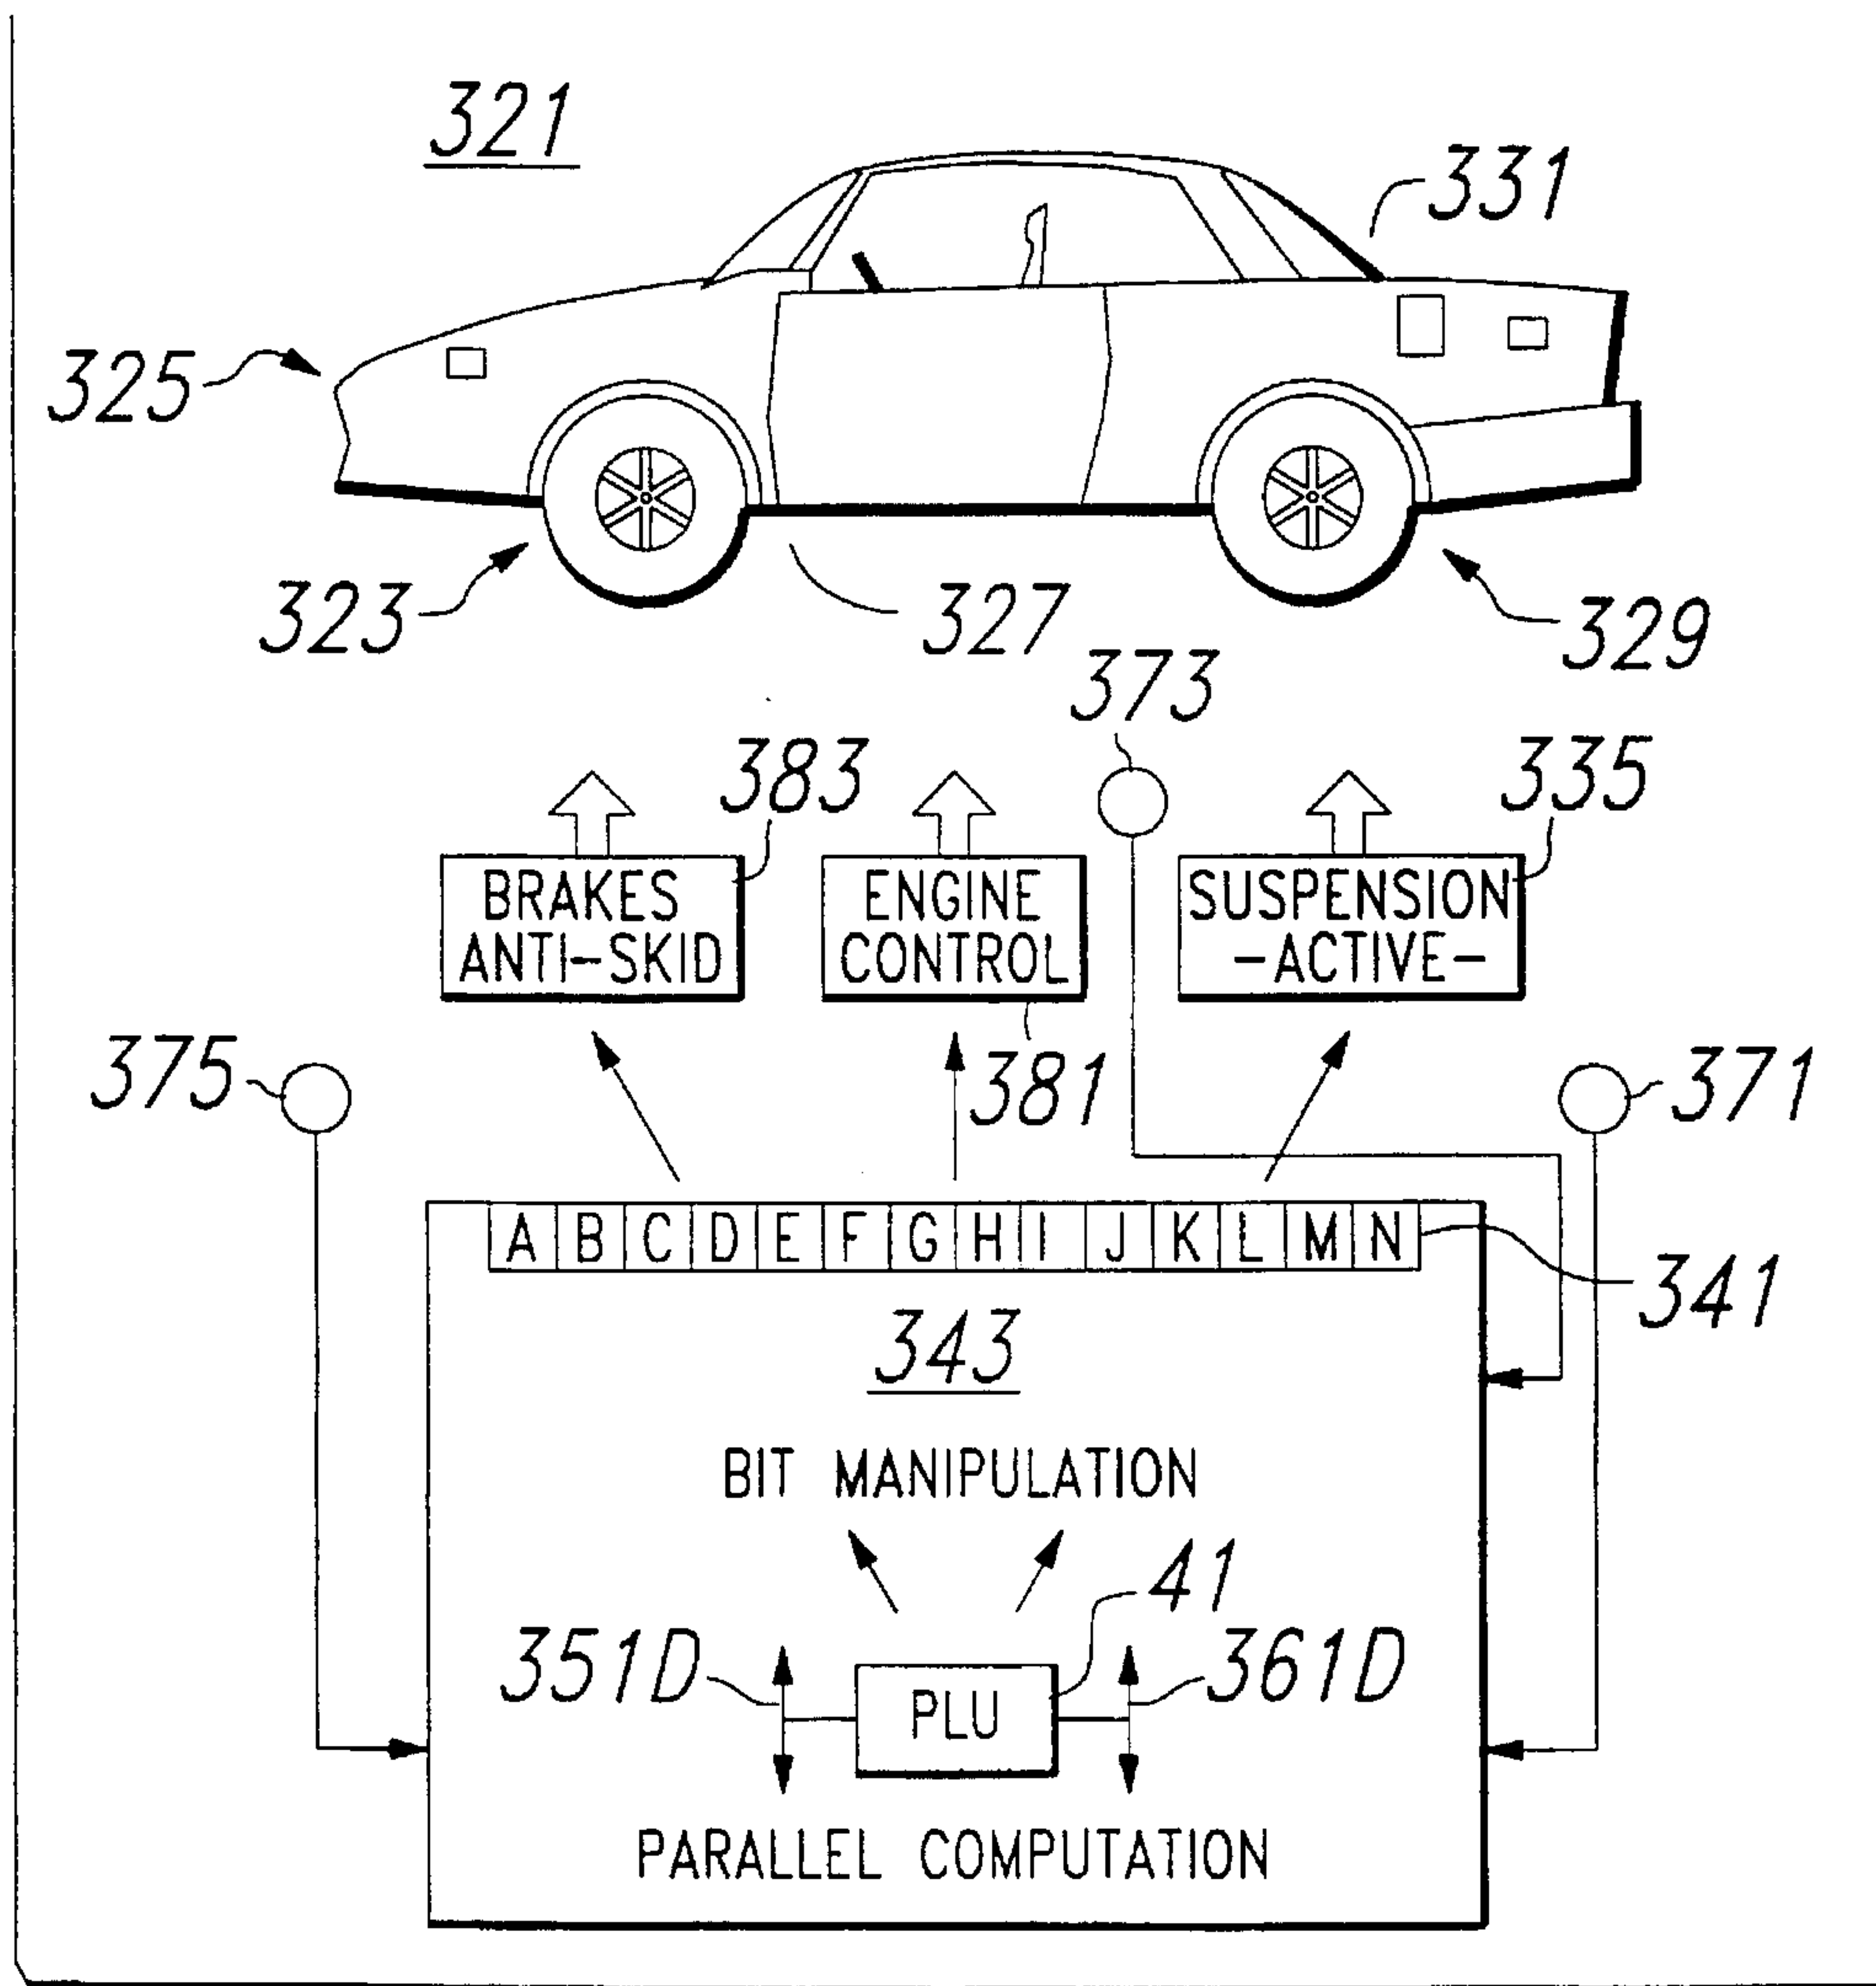 321
331
325
323
327
329
373
383
335
BRAKES
ANTI-SKID
ENGINE
CONTROL
SUSPENSION
-ACTIVE-
375
381
371
A B C D E F G H I J K L M N
341
343
BIT MANIPULATION
41
351D
361D
PLU
PARALLEL COMPUTATION